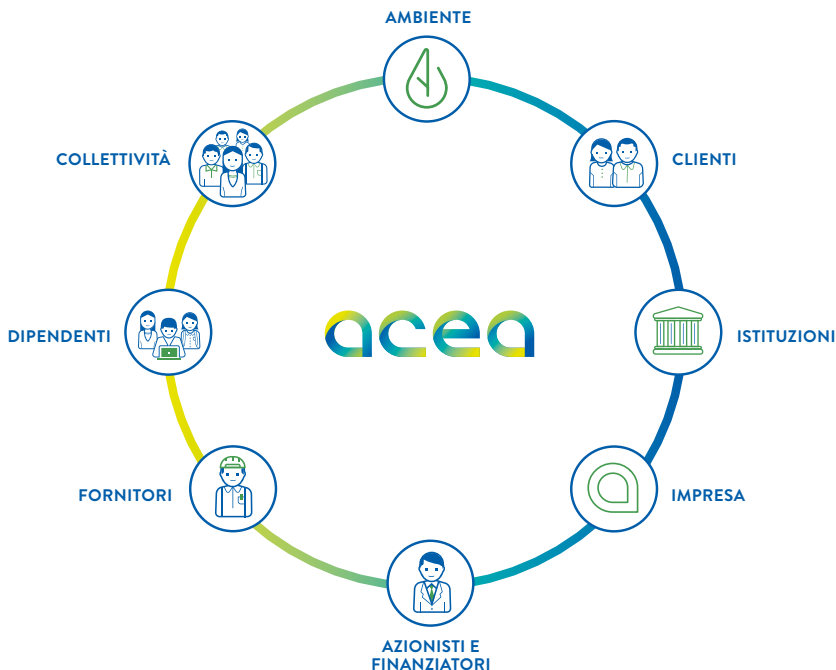 AMBIENTE
COLLETTIVITÀ
CLIENTI
DIPENDENTI
acea
ISTITUZIONI
FORNITORI
IMPRESA
AZIONISTI E
FINANZIATORI